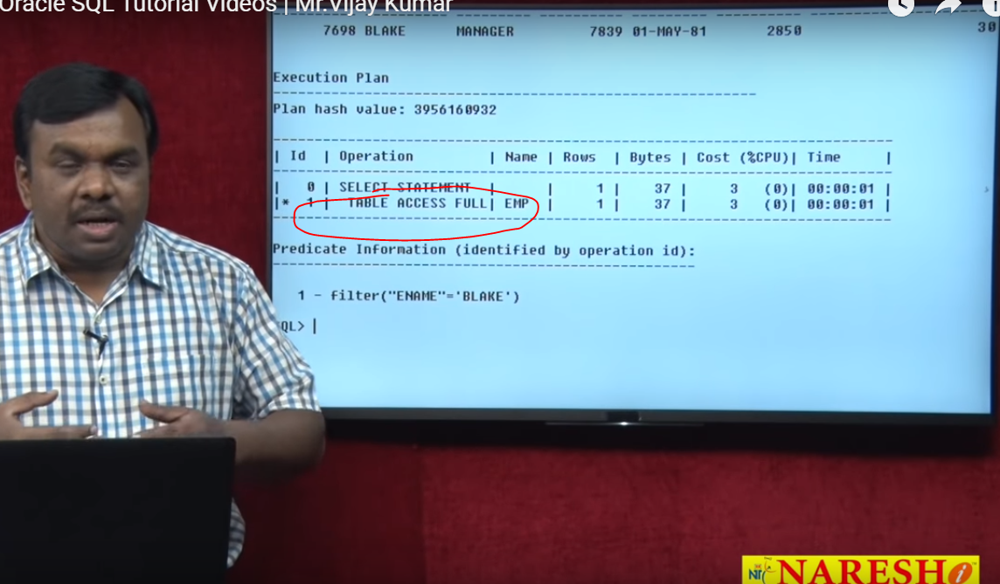 Oracle SQL Tutorial Videos | Mr.Vijay Kumar
7698 BLAKE MANAGER 7839 01-MAY-81 2850 30
Execution Plan
----------------------------------------------------------
Plan hash value: 3956160932
--------------------------------------------------------------------------
| Id | Operation | Name | Rows | Bytes | Cost (%CPU)| Time |
--------------------------------------------------------------------------
| 0 | SELECT STATEMENT | | 1 | 37 | 3 (0)| 00:00:01 |
|* 1 | TABLE ACCESS FULL| EMP | 1 | 37 | 3 (0)| 00:00:01 |
--------------------------------------------------------------------------
Predicate Information (identified by operation id):
---------------------------------------------------
1 - filter("ENAME"='BLAKE')
QL>
NARESH i